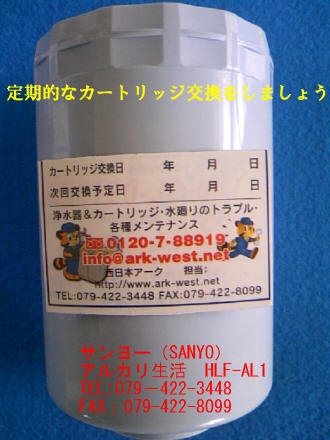 定期的なカートリッジ交換をしましょう
カートリッジ交換日 年 月 日
次回交換予定日 年 月 日
浄水器&カートリッジ・水廻りのトラブル・
各種メンテナンス
0120-7-88919
info@ark-west.net
西日本アーク 担当:
http://www.ark-west.net
TEL:079-422-3448 FAX:079-422-8099
サンヨー (SANYO)
アルカリ生活 HLF-AL1
TEL:079-422-3448
FAX:079-422-8099